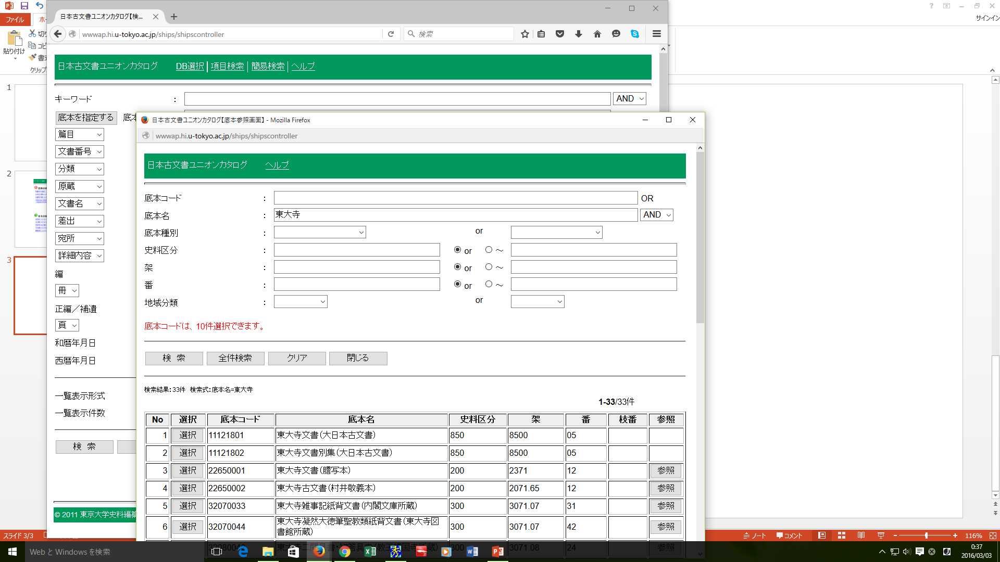 サインイン
ファイル
ホー
貼り付け
切り
コピ
書式
クリップ
1
2
3
日本古文書ユニオンカタログ【検...
wwwap.hi.u-tokyo.ac.jp/ships/shipscontroller
検索
日本古文書ユニオンカタログ DB選択 項目検索 簡易検索 ヘルプ
キーワード : AND
底本を指定する 底本
篇目
文書番号
分類
原蔵
文書名
差出
宛所
詳細内容
編
冊
正編／補遺
頁
和暦年月日
西暦年月日
一覧表示形式
一覧表示件数
検 索
© 2011 東京大学史料編纂
日本古文書ユニオンカタログ【底本参照画面】 - Mozilla Firefox
wwwap.hi.u-tokyo.ac.jp/ships/shipscontroller
日本古文書ユニオンカタログ ヘルプ
底本コード : OR
底本名 : 東大寺 AND
底本種別 : or
史料区分 : or ～
架 : or ～
番 : or ～
地域分類 : or
底本コードは、10件選択できます。
検 索 全件検索 クリア 閉じる
検索結果：33件 検索式：底本名=東大寺
1-33/33件
No 選択 底本コード 底本名 史料区分 架 番 枝番 参照
1 選択 11121801 東大寺文書（大日本古文書） 850 8500 05
2 選択 11121802 東大寺文書別集（大日本古文書） 850 8500 05
3 選択 22650001 東大寺文書（謄写本） 200 2371 12 参照
4 選択 22650002 東大寺古文書（村井敬義本） 200 2071.65 12 参照
5 選択 32070033 東大寺雑事記紙背文書（内閣文庫所蔵） 300 3071.07 31 参照
6 選択 32070044 東大寺凝然大徳筆聖教類紙背文書（東大寺図
書館所蔵） 300 3071.07 42 参照
300 3071.08 24 参照
スライド 3/3
ノート コメント 116%
Web と Windows を検索
0:37
2016/03/03